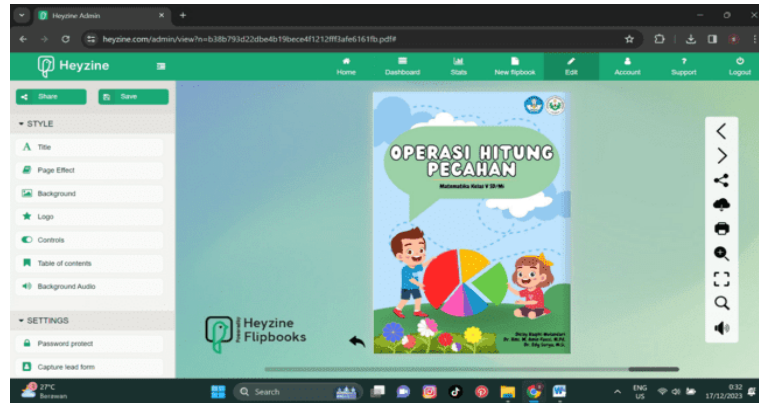 Heyzine Admin
heyzine.com/admin/view?n=b38b793d22dbe4b19bece4f1212fff3afe6161fb.pdf#
Heyzine
Home
Dashboard
Stats
New flipbook
Edit
Account
Support
Logout
Share
Save
STYLE
Title
Page Effect
Background
Logo
Controls
Table of contents
Background Audio
SETTINGS
Password protect
Capture lead form
OPERASI HITUNG
PECAHAN
Matematika Kelas V SD/MI
Heyzine
Flipbooks
27°C
Berawan
Search
ENG
US
0:32
17/12/2023